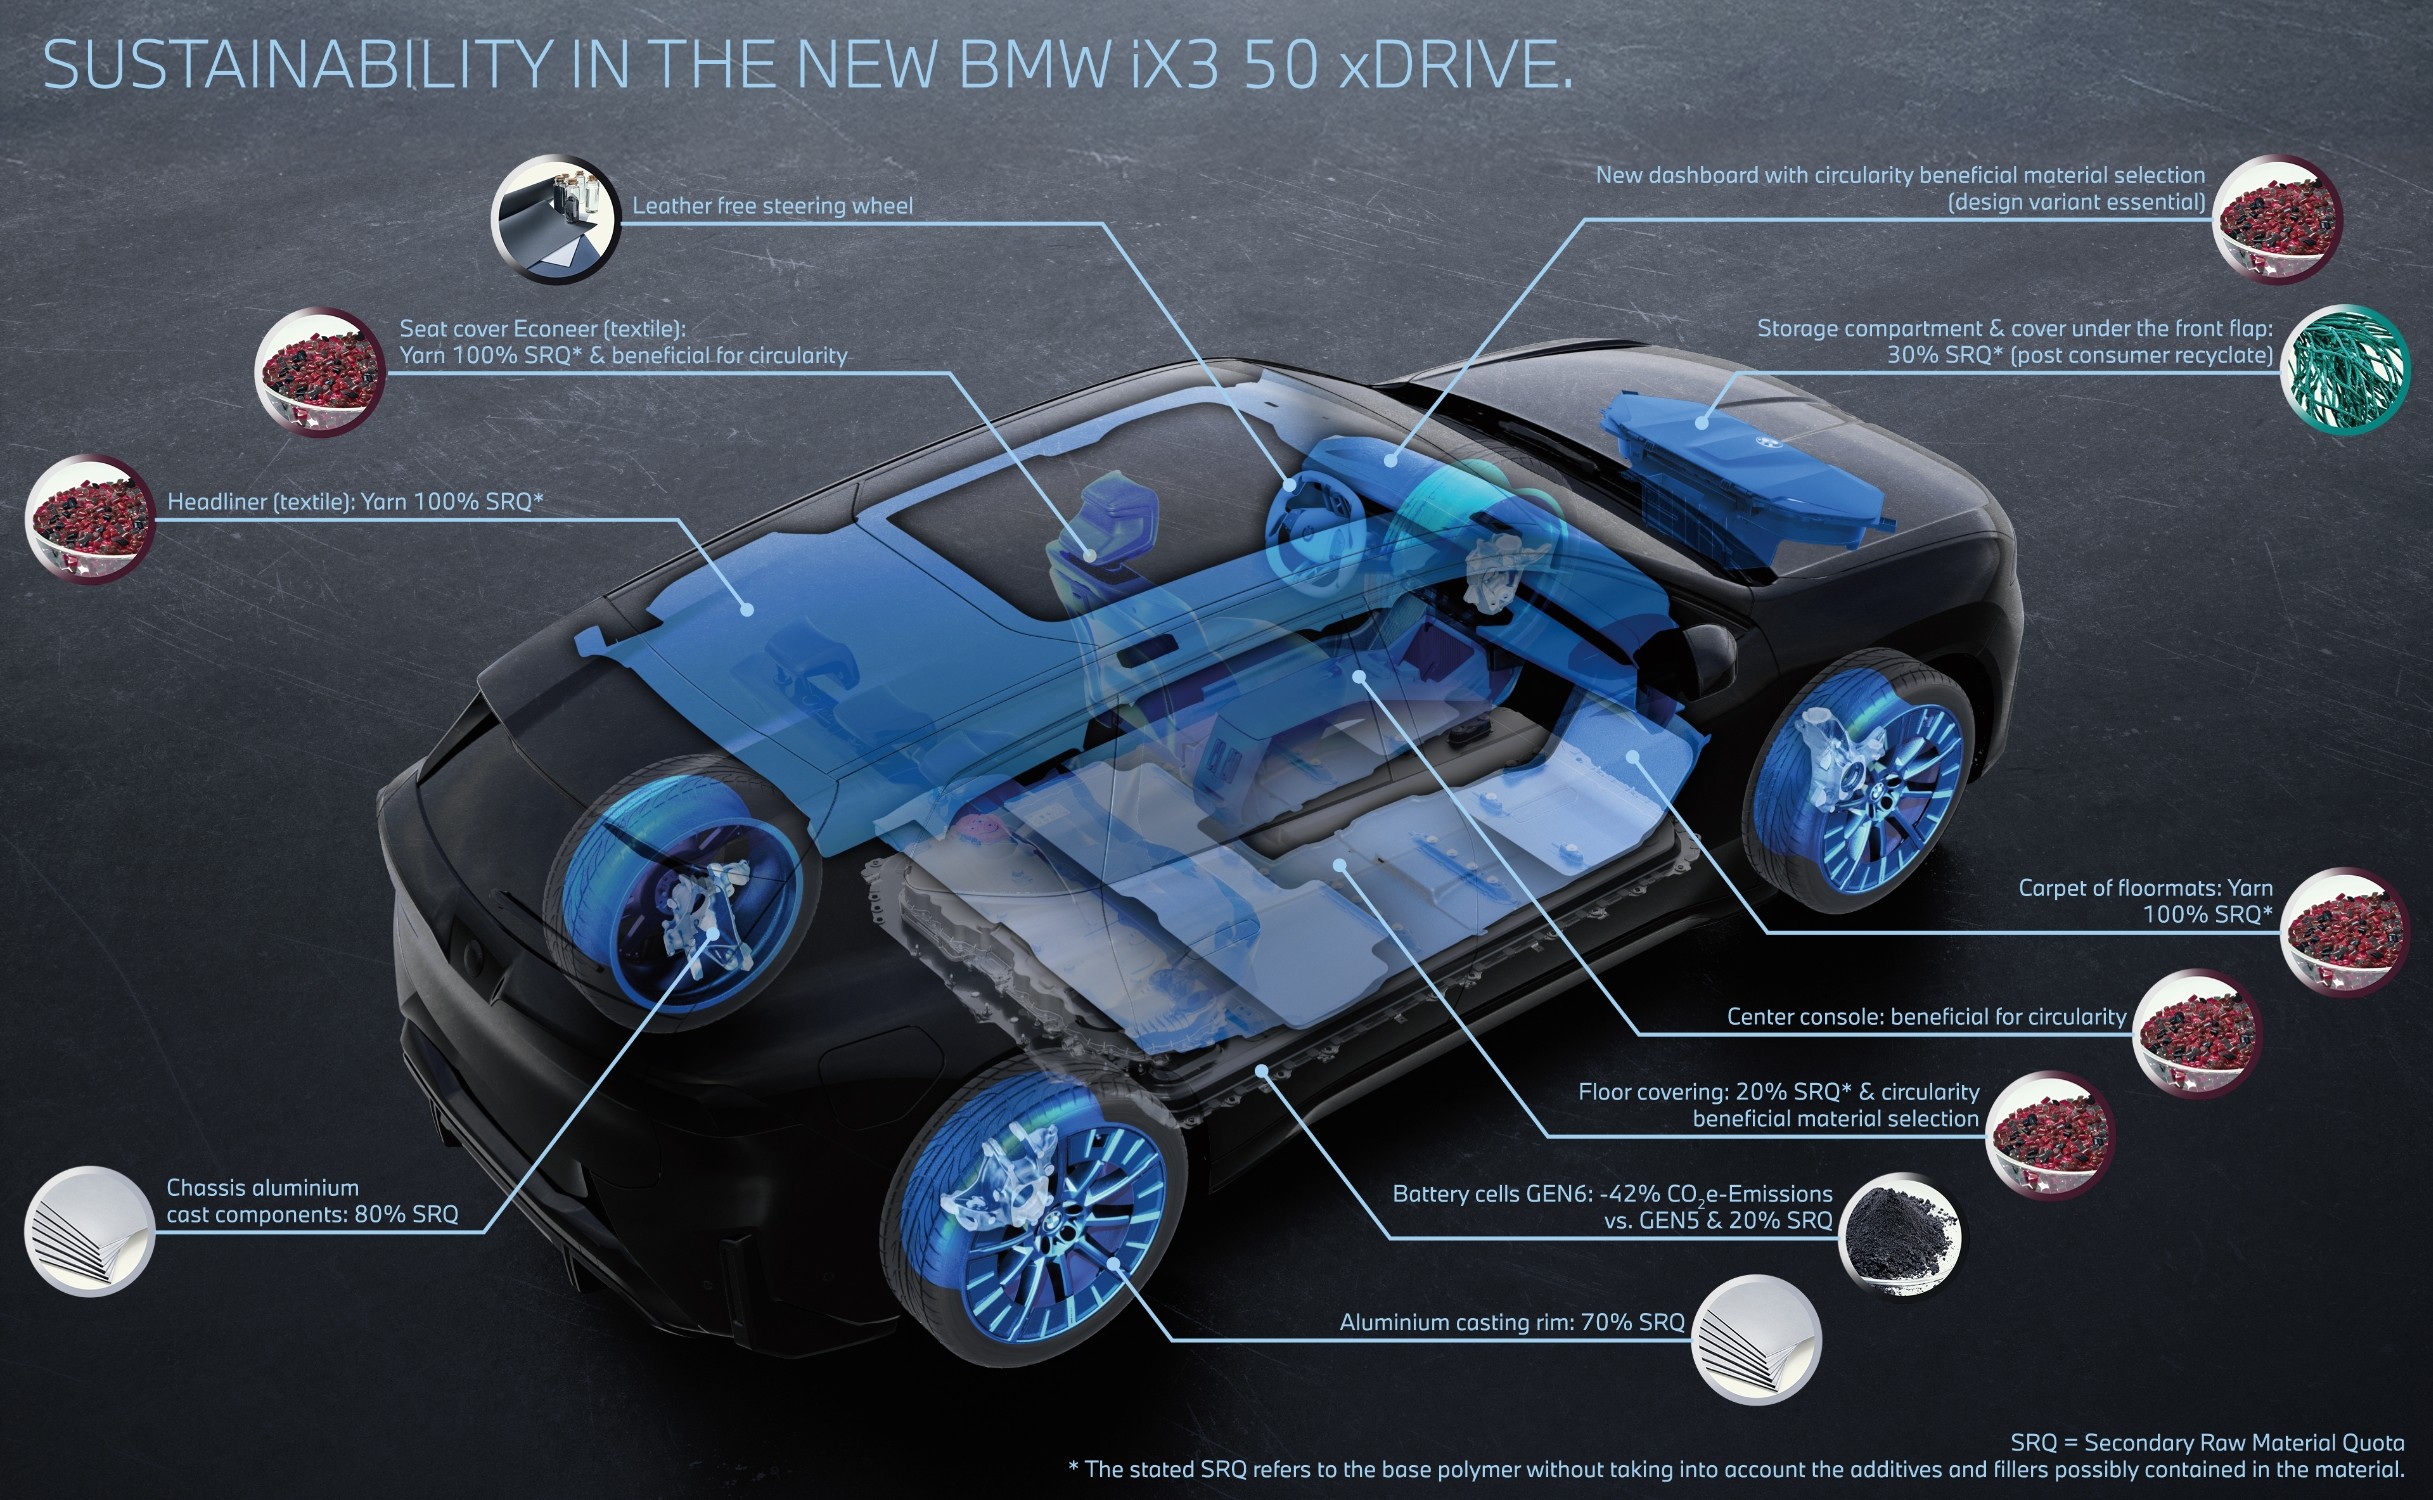 SUSTAINABILITY IN THE NEW BMW iX3 50 xDRIVE.
Leather free steering wheel
New dashboard with circularity beneficial material selection
(design variant essential)
Seat cover Econeer (textile):
Yarn 100% SRQ* & beneficial for circularity
Storage compartment & cover under the front flap:
30% SRQ* (post consumer recyclate)
Headliner (textile): Yarn 100% SRQ*
Carpet of floormats: Yarn
100% SRQ*
Center console: beneficial for circularity
Floor covering: 20% SRQ* & circularity
beneficial material selection
Chassis aluminium
cast components: 80% SRQ
Battery cells GEN6: -42% CO₂e-Emissions
vs. GEN5 & 20% SRQ
Aluminium casting rim: 70% SRQ
SRQ = Secondary Raw Material Quota
* The stated SRQ refers to the base polymer without taking into account the additives and fillers possibly contained in the material.